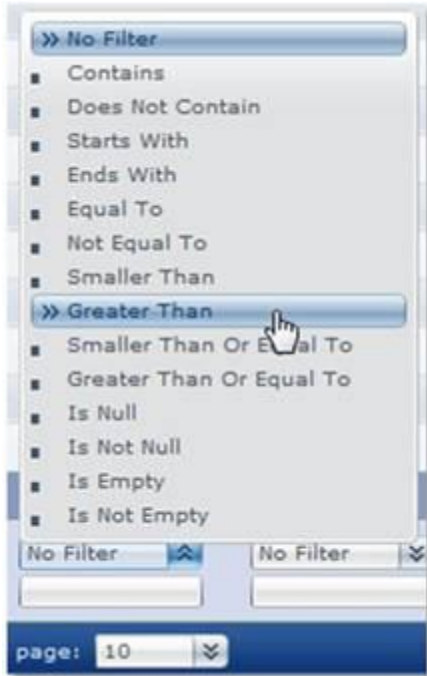 No Filter
Contains
Does Not Contain
Starts With
Ends With
Equal To
Not Equal To
Smaller Than
Greater Than
Smaller Than Or Equal To
Greater Than Or Equal To
Is Null
Is Not Null
Is Empty
Is Not Empty
No Filter No Filter
page: 10